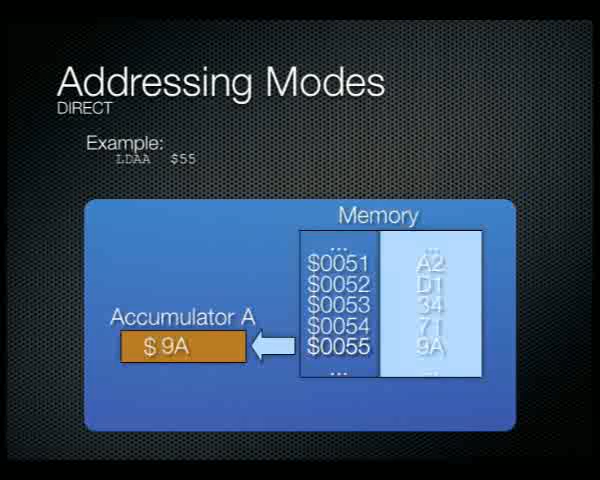 Addressing Modes
DIRECT
Example:
LDAA $55
Memory
... ...
$0051 A2
$0052 D1
$0053 34
$0054 71
Accumulator A
$ 9A
$0055 9A
... ...